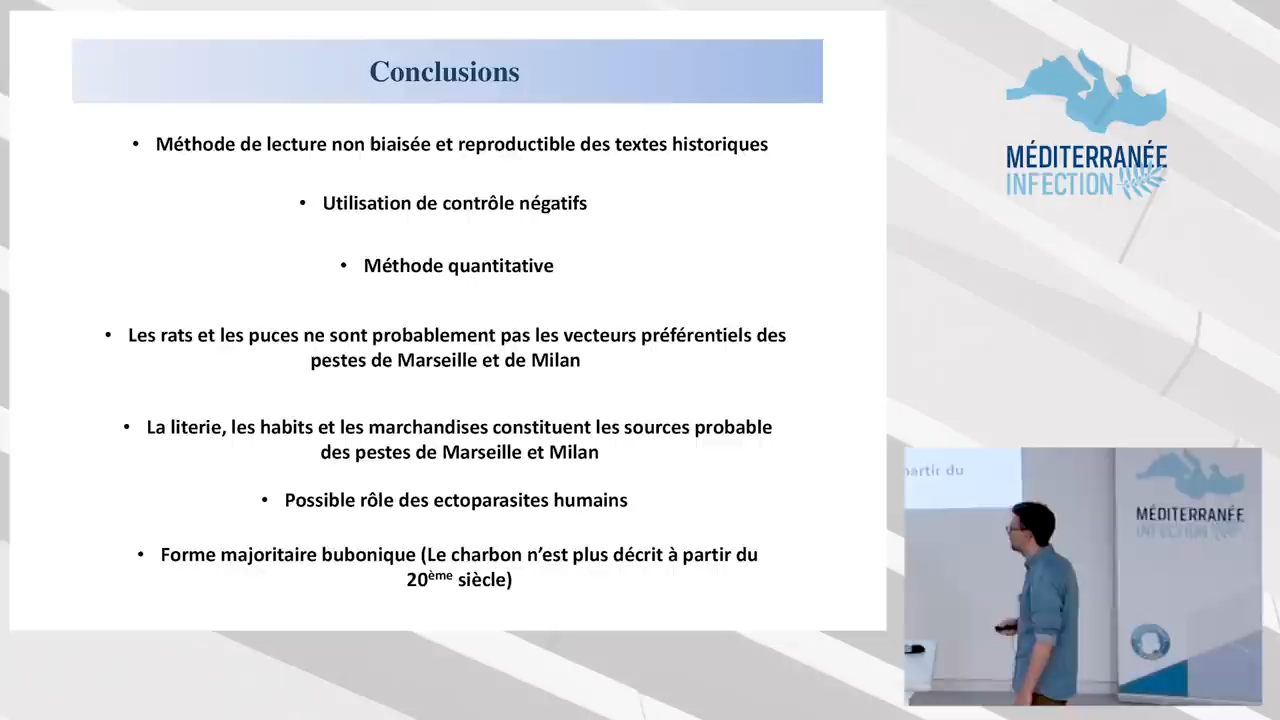 Conclusions
• Méthode de lecture non biaisée et reproductible des textes historiques
• Utilisation de contrôle négatifs
• Méthode quantitative
• Les rats et les puces ne sont probablement pas les vecteurs préférentiels des
pestes de Marseille et de Milan
• La literie, les habits et les marchandises constituent les sources probable
des pestes de Marseille et Milan
• Possible rôle des ectoparasites humains
• Forme majoritaire bubonique (Le charbon n’est plus décrit à partir du
20ème siècle)
MÉDITERRANÉE
INFECTION
partir du
MÉDITERRANÉE
INFECTION